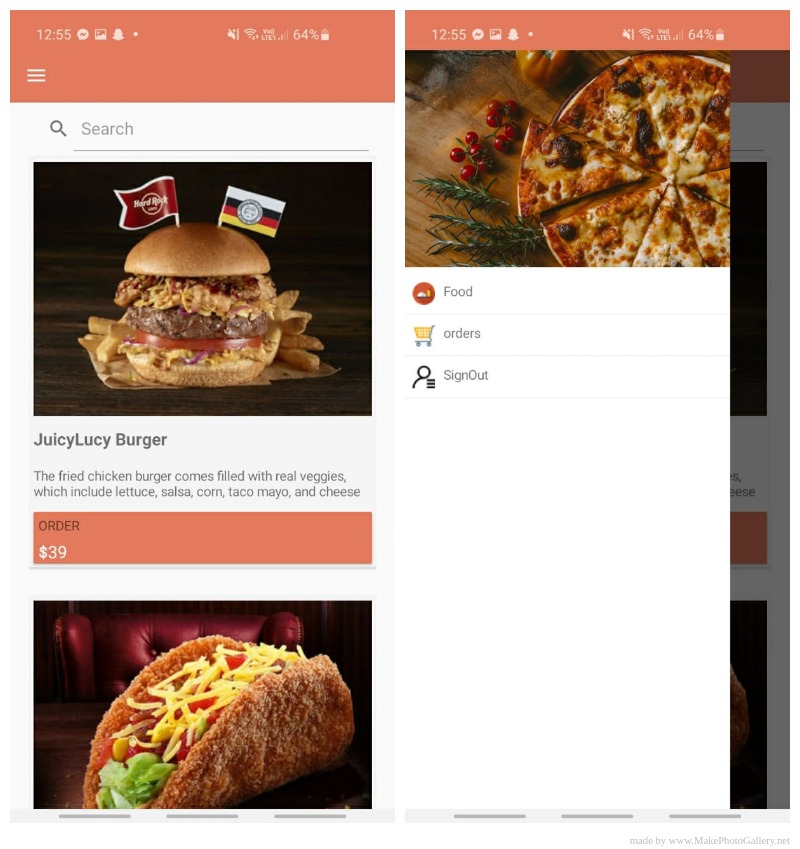 12:55
64%
Search
Hard Rock
CAFE
JuicyLucy Burger
The fried chicken burger comes filled with real veggies,
which include lettuce, salsa, corn, taco mayo, and cheese
ORDER
$39
12:55
64%
Food
orders
SignOut
es,
eese
made by www.MakePhotoGallery.net